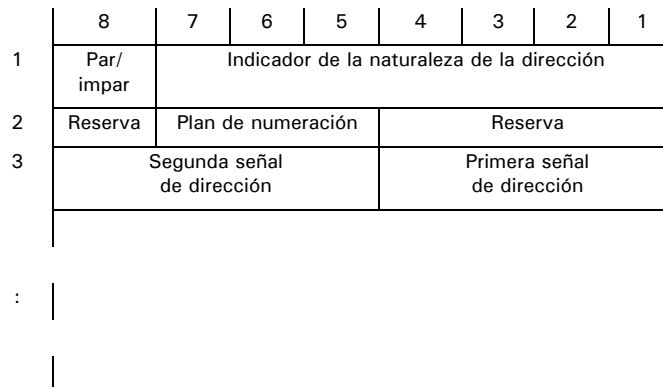 8 7 6 5 4 3 2 1
1 Par/ Indicador de la naturaleza de la dirección
impar
2 Reserva Plan de numeración Reserva
3 Segunda señal Primera señal
de dirección de dirección
: